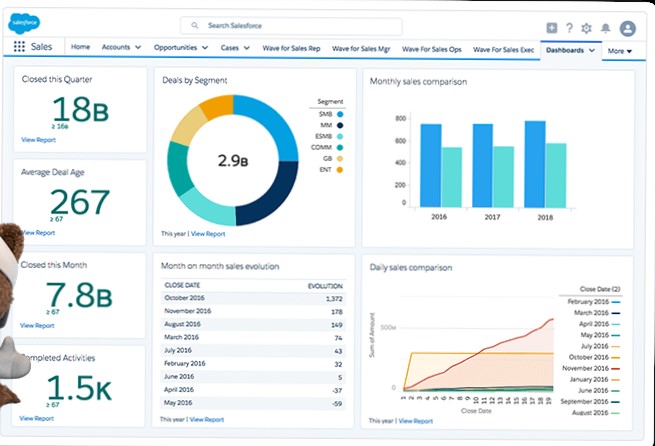 salesforce
Search Salesforce
Sales
Home
Accounts
Opportunities
Cases
Wave for Sales Rep
Wave for Sales Mgr
Wave For Sales Ops
Wave For Sales Exec
Dashboards
More
Closed this Quarter
18B
≥ 16B
View Report
Average Deal Age
267
≥ 67
View Report
Closed this Month
7.8B
≥ 67
View Report
Completed Activities
1.5K
≥ 67
View Report
Deals by Segment
2.9B
Segment
SMB
MM
ESMB
COMM
GB
ENT
This year | View Report
Monthly sales comparison
800
600
400
200
0
2016
2017
2018
Month on month sales evolution
CLOSE DATE EVOLUTION
October 2016 1,372
November 2016 178
August 2016 149
March 2016 74
July 2016 43
February 2016 32
June 2016 5
April 2016 -37
May 2016 -59
This year | View Report
Daily sales comparison
Sum of Amount
500m
0
1 2 3 4 5 6 7 8 9 10 11 12 13 14 15 16 17 18 19
Close Date
Close Date (2)
February 2016
March 2016
April 2016
May 2016
July 2016
October 2016
November 2016
January 2016
June 2016
September 2016
August 2016
This year | View Report